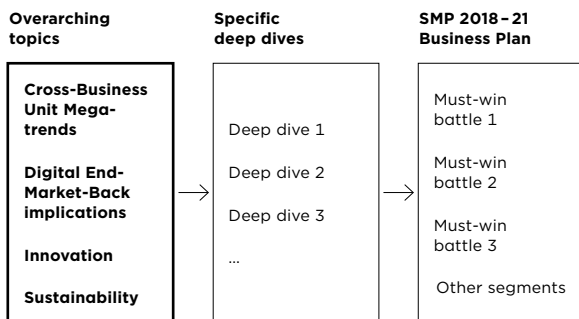 Overarching
topics
Cross-Business
Unit Mega-
trends
Digital End-
Market-Back
implications
Innovation
Sustainability
Specific
deep dives
Deep dive 1
Deep dive 2
Deep dive 3
...
SMP 2018–21
Business Plan
Must-win
battle 1
Must-win
battle 2
Must-win
battle 3
Other segments